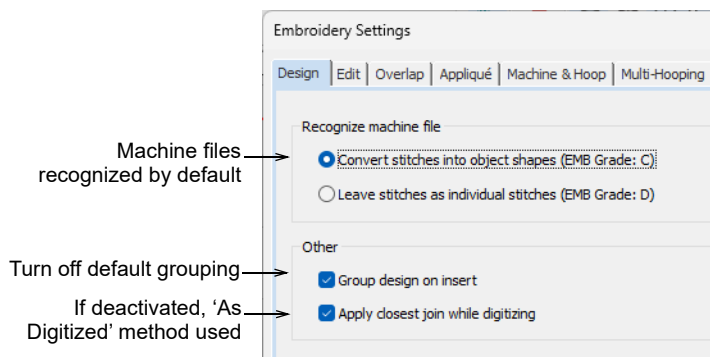 Embroidery Settings
Design Edit Overlap Appliqué Machine & Hoop Multi-Hooping
Recognize machine file
Machine files
recognized by default
Convert stitches into object shapes (EMB Grade: C)
Leave stitches as individual stitches (EMB Grade: D)
Other
Turn off default grouping
Group design on insert
If deactivated, ‘As
Digitized’ method used
Apply closest join while digitizing